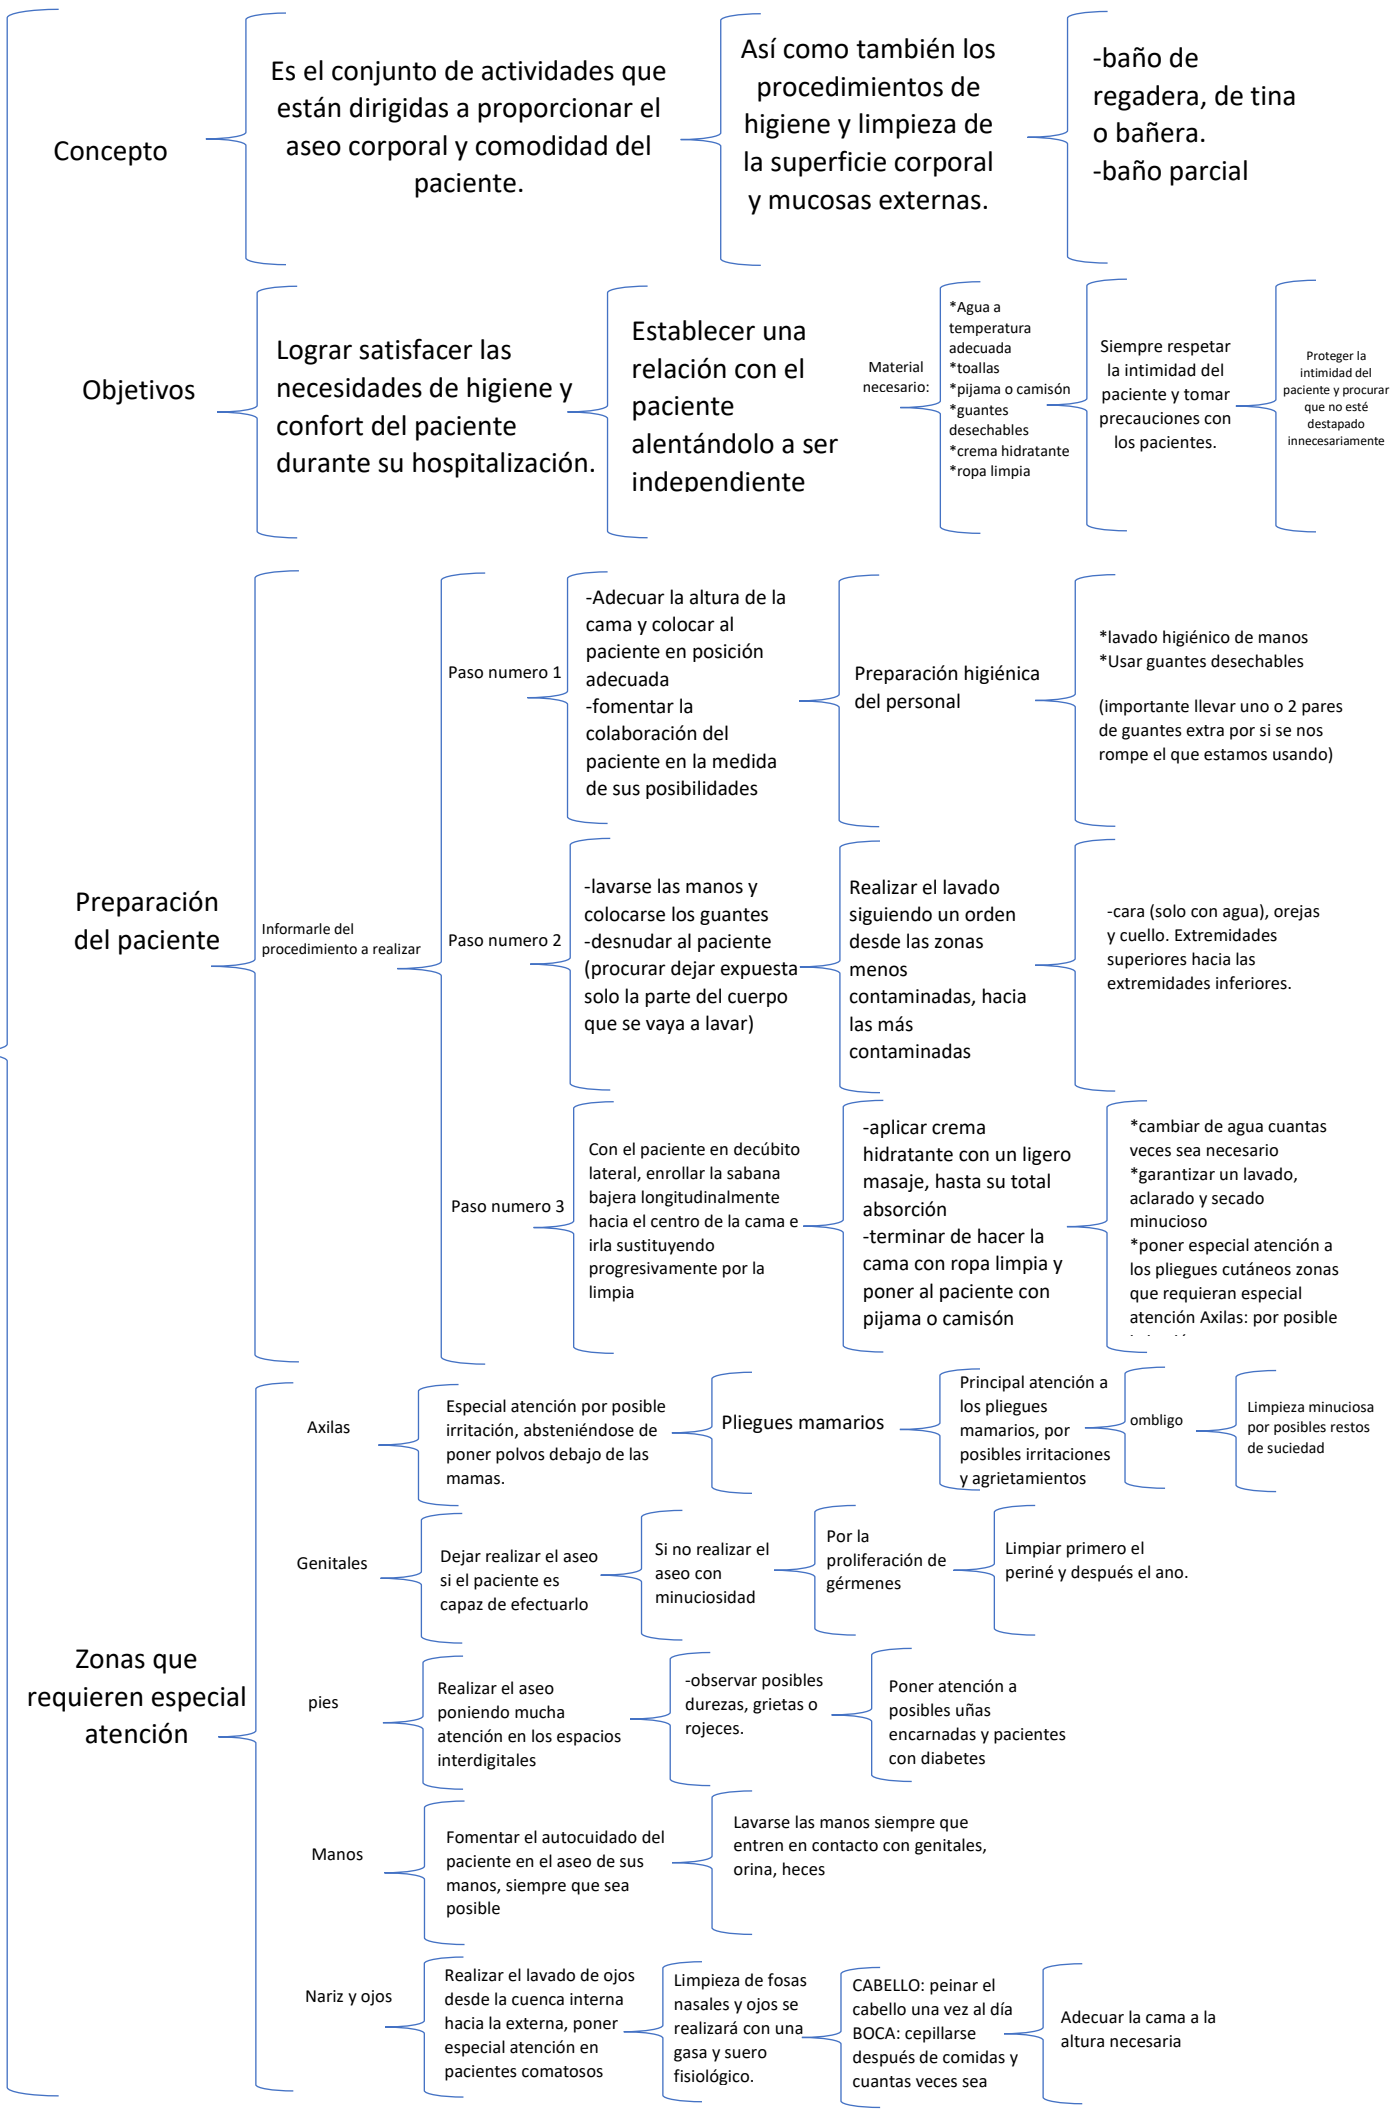 Concepto
Es el conjunto de actividades que
están dirigidas a proporcionar el
aseo corporal y comodidad del
paciente.
Así como también los
procedimientos de
higiene y limpieza de
la superficie corporal
y mucosas externas.
-baño de
regadera, de tina
o bañera.
-baño parcial
Objetivos
Lograr satisfacer las
necesidades de higiene y
confort del paciente
durante su hospitalización.
Establecer una
relación con el
paciente
alentándolo a ser
independiente
Material
necesario:
*Agua a
temperatura
adecuada
*toallas
*pijama o camisón
*guantes
desechables
*crema hidratante
*ropa limpia
Siempre respetar
la intimidad del
paciente y tomar
precauciones con
los pacientes.
Proteger la
intimidad del
paciente y procurar
que no esté
destapado
innecesariamente
Preparación
del paciente
Informarle del
procedimiento a realizar
Paso numero 1
-Adecuar la altura de la
cama y colocar al
paciente en posición
adecuada
-fomentar la
colaboración del
paciente en la medida
de sus posibilidades
Preparación higiénica
del personal
*lavado higiénico de manos
*Usar guantes desechables
(importante llevar uno o 2 pares
de guantes extra por si se nos
rompe el que estamos usando)
Paso numero 2
-lavarse las manos y
colocarse los guantes
-desnudar al paciente
(procurar dejar expuesta
solo la parte del cuerpo
que se vaya a lavar)
Realizar el lavado
siguiendo un orden
desde las zonas
menos
contaminadas, hacia
las más
contaminadas
-cara (solo con agua), orejas
y cuello. Extremidades
superiores hacia las
extremidades inferiores.
Paso numero 3
Con el paciente en decúbito
lateral, enrollar la sabana
bajera longitudinalmente
hacia el centro de la cama e
irla sustituyendo
progresivamente por la
limpia
-aplicar crema
hidratante con un ligero
masaje, hasta su total
absorción
-terminar de hacer la
cama con ropa limpia y
poner al paciente con
pijama o camisón
*cambiar de agua cuantas
veces sea necesario
*garantizar un lavado,
aclarado y secado
minucioso
*poner especial atención a
los pliegues cutáneos zonas
que requieran especial
atención Axilas: por posible
Zonas que
requieren especial
atención
Axilas
Especial atención por posible
irritación, absteniéndose de
poner polvos debajo de las
mamas.
Pliegues mamarios
Principal atención a
los pliegues
mamarios, por
posibles irritaciones
y agrietamientos
ombligo
Limpieza minuciosa
por posibles restos
de suciedad
Genitales
Dejar realizar el aseo
si el paciente es
capaz de efectuarlo
Si no realizar el
aseo con
minuciosidad
Por la
proliferación de
gérmenes
Limpiar primero el
periné y después el ano.
pies
Realizar el aseo
poniendo mucha
atención en los espacios
interdigitales
-observar posibles
durezas, grietas o
rojeces.
Poner atención a
posibles uñas
encarnadas y pacientes
con diabetes
Manos
Fomentar el autocuidado del
paciente en el aseo de sus
manos, siempre que sea
posible
Lavarse las manos siempre que
entren en contacto con genitales,
orina, heces
Nariz y ojos
Realizar el lavado de ojos
desde la cuenca interna
hacia la externa, poner
especial atención en
pacientes comatosos
Limpieza de fosas
nasales y ojos se
realizará con una
gasa y suero
fisiológico.
CABELLO: peinar el
cabello una vez al día
BOCA: cepillarse
después de comidas y
cuantas veces sea
Adecuar la cama a la
altura necesaria